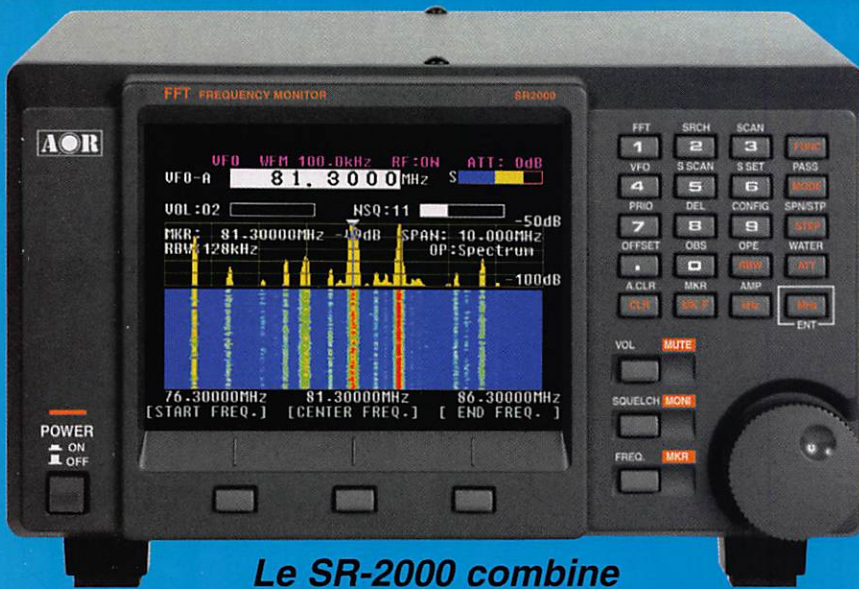 FFT FREQUENCY MONITOR SR2000
AOR
VFO WFM 100.0kHz RF:ON ATT: 0dB
VFO-A 81.3000MHz S
VOL:02 NSQ:11
-50dB
MKR: 81.30000MHz -49dB SPAN: 10.000MHz
RBW:128kHz OP:Spectrum
-100dB
76.30000MHz 81.30000MHz 86.30000MHz
[START FREQ.] [CENTER FREQ.] [ END FREQ. ]
POWER
ON
OFF
FFT SRCH SCAN
1 2 3 FUNC
VFO S SCAN S SET PASS
4 5 6 MODE
PRIO DEL CONFIG SPN/STP
7 8 9 STEP
OFFSET OBS OPE WATER
. 0 RBW ATT
A.CLR MKR AMP
CLR MK.F kHz MHz
ENT
VOL MUTE
SQUELCH MONI
FREQ. MKR
Le SR-2000 combine